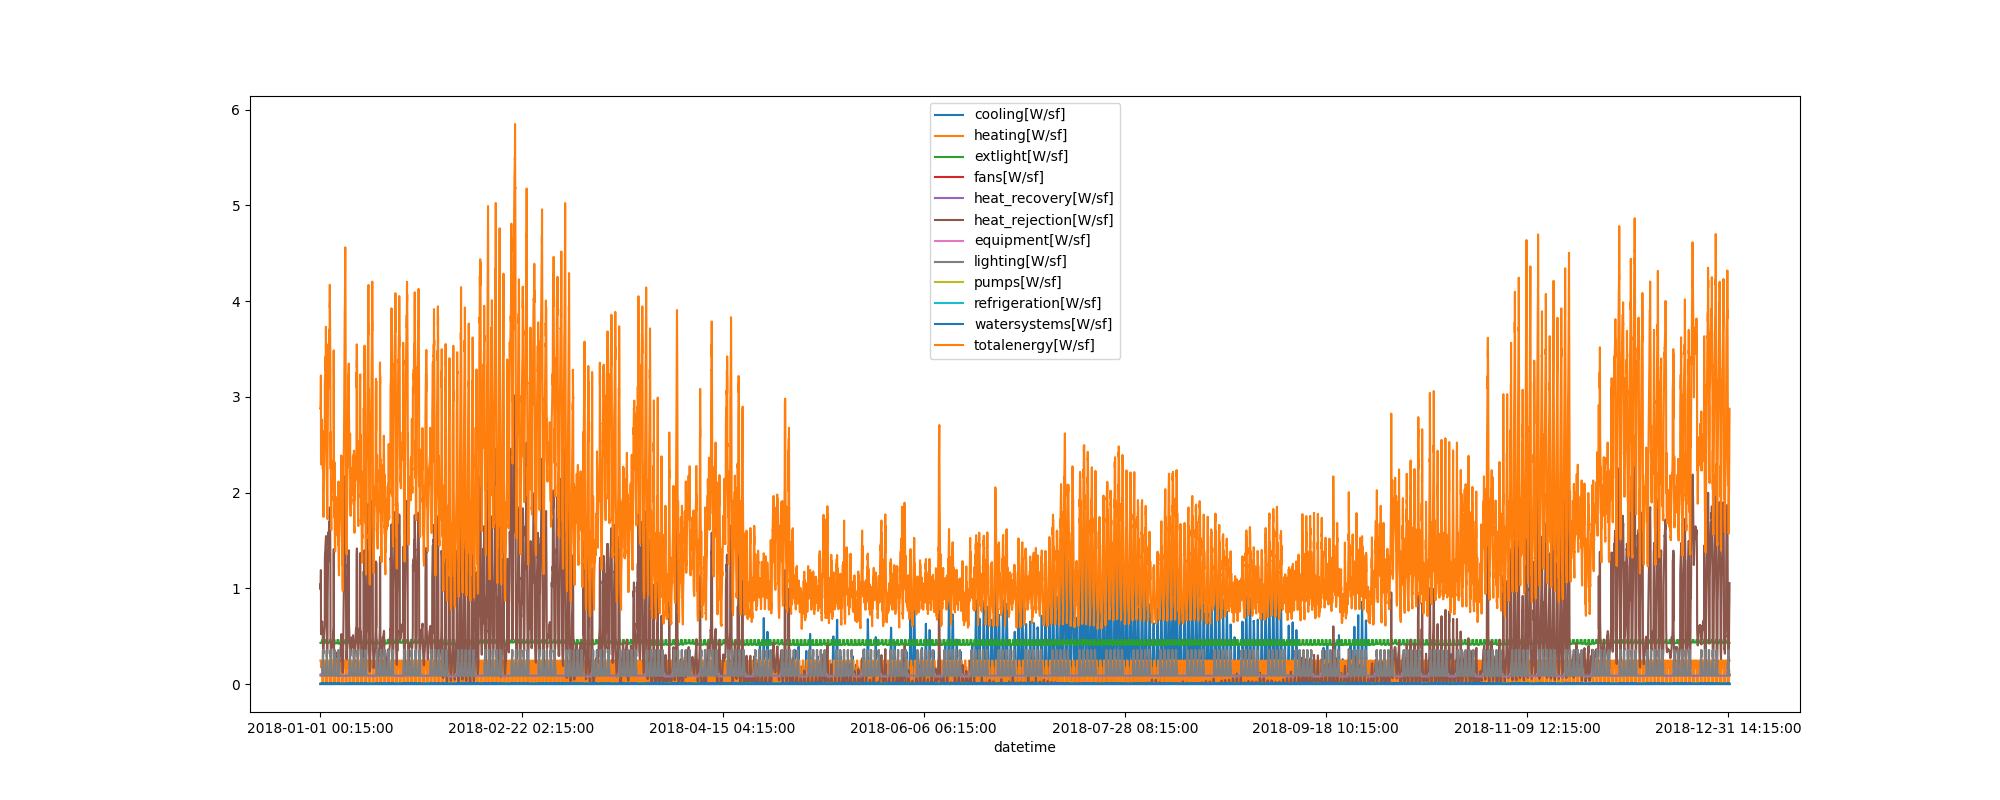 6
5
4
3
2
1
0
cooling[W/sf]
heating[W/sf]
extlight[W/sf]
fans[W/sf]
heat_recovery[W/sf]
heat_rejection[W/sf]
equipment[W/sf]
lighting[W/sf]
pumps[W/sf]
refrigeration[W/sf]
watersystems[W/sf]
totalenergy[W/sf]
2018-01-01 00:15:00 2018-02-22 02:15:00 2018-04-15 04:15:00 2018-06-06 06:15:00 2018-07-28 08:15:00 2018-09-18 10:15:00 2018-11-09 12:15:00 2018-12-31 14:15:00
datetime